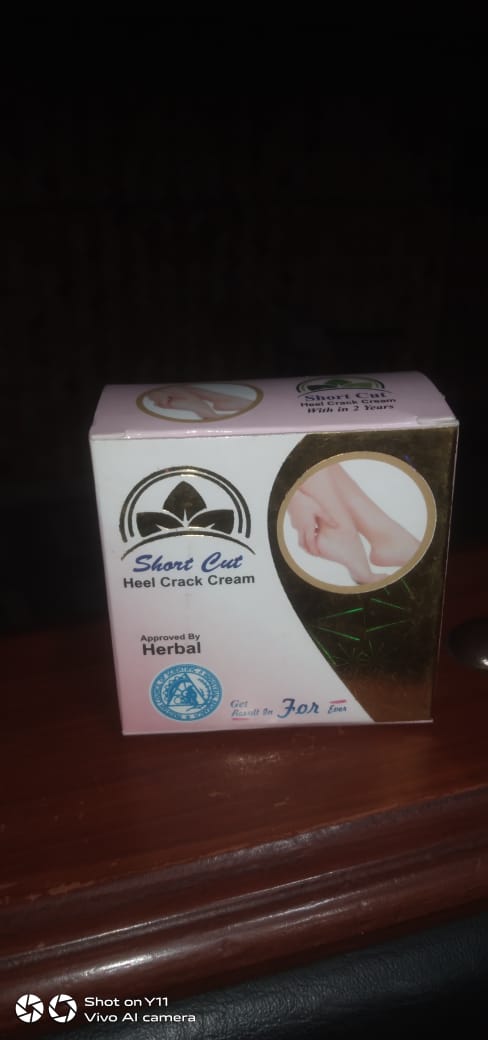 Short Cut
Heel Crack Cream
With in 2 Years
Short Cut
Heel Crack Cream
Approved By
Herbal
Get
Result In For Ever
Shot on Y11
Vivo AI camera